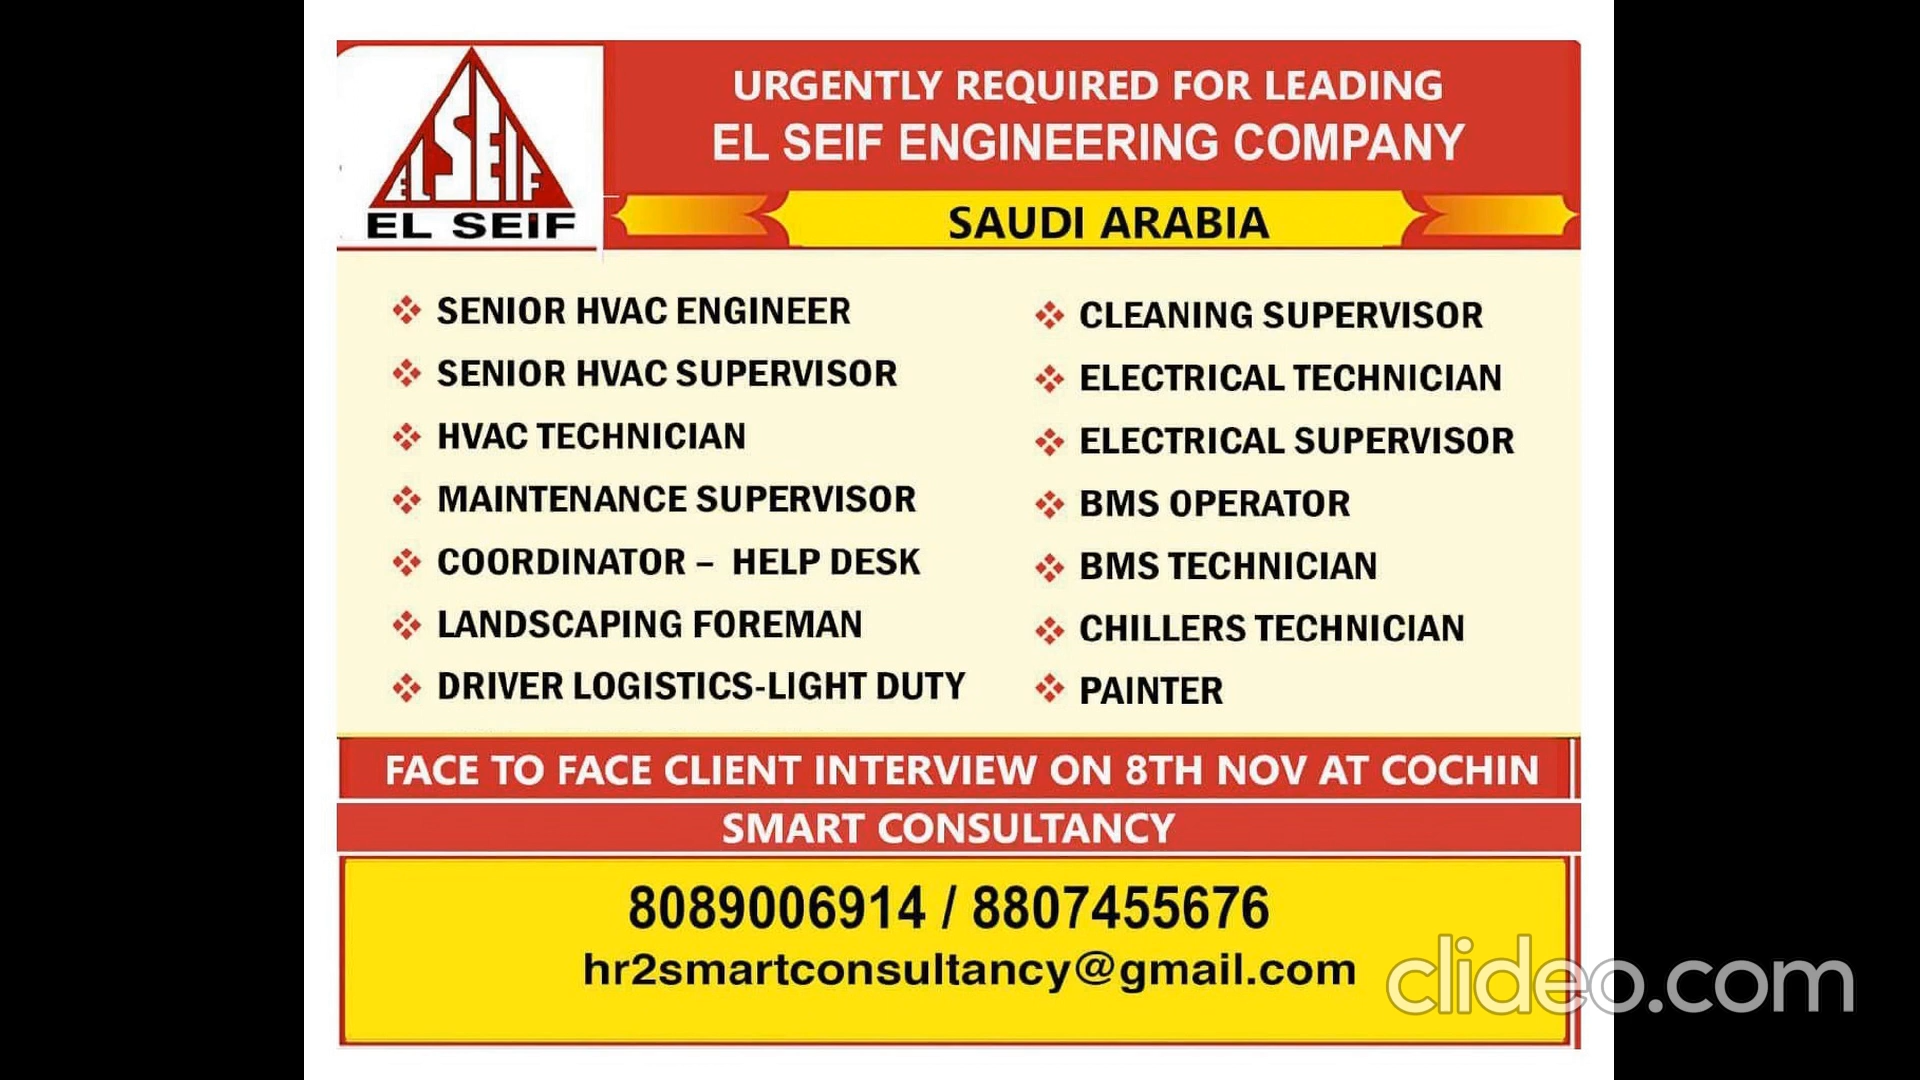 EL SEIF
EL SEIF
URGENTLY REQUIRED FOR LEADING
EL SEIF ENGINEERING COMPANY
SAUDI ARABIA
SENIOR HVAC ENGINEER
SENIOR HVAC SUPERVISOR
HVAC TECHNICIAN
MAINTENANCE SUPERVISOR
COORDINATOR – HELP DESK
LANDSCAPING FOREMAN
DRIVER LOGISTICS-LIGHT DUTY
CLEANING SUPERVISOR
ELECTRICAL TECHNICIAN
ELECTRICAL SUPERVISOR
BMS OPERATOR
BMS TECHNICIAN
CHILLERS TECHNICIAN
PAINTER
FACE TO FACE CLIENT INTERVIEW ON 8TH NOV AT COCHIN
SMART CONSULTANCY
8089006914 / 8807455676
hr2smartconsultancy@gmail.com
clideo.com